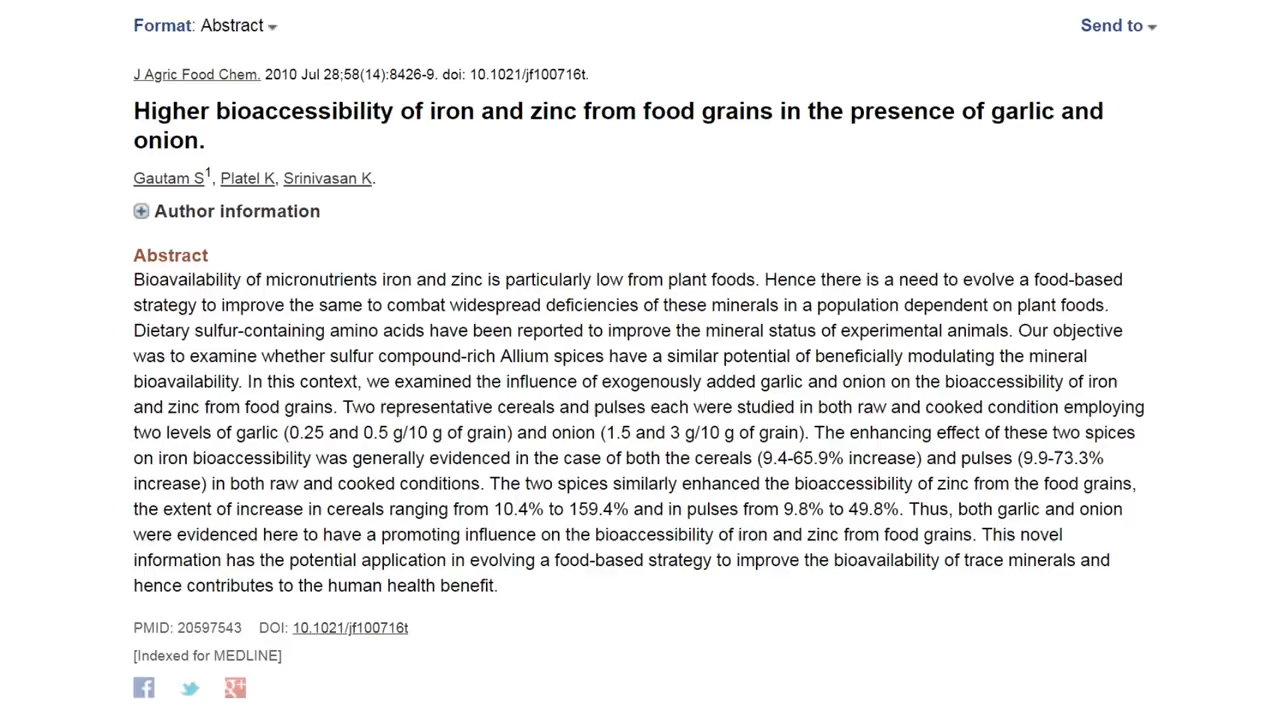 Format: Abstract Send to
J Agric Food Chem. 2010 Jul 28;58(14):8426-9. doi: 10.1021/jf100716t.
Higher bioaccessibility of iron and zinc from food grains in the presence of garlic and
onion.
Gautam S1, Platel K, Srinivasan K.
Author information
Abstract
Bioavailability of micronutrients iron and zinc is particularly low from plant foods. Hence there is a need to evolve a food-based
strategy to improve the same to combat widespread deficiencies of these minerals in a population dependent on plant foods.
Dietary sulfur-containing amino acids have been reported to improve the mineral status of experimental animals. Our objective
was to examine whether sulfur compound-rich Allium spices have a similar potential of beneficially modulating the mineral
bioavailability. In this context, we examined the influence of exogenously added garlic and onion on the bioaccessibility of iron
and zinc from food grains. Two representative cereals and pulses each were studied in both raw and cooked condition employing
two levels of garlic (0.25 and 0.5 g/10 g of grain) and onion (1.5 and 3 g/10 g of grain). The enhancing effect of these two spices
on iron bioaccessibility was generally evidenced in the case of both the cereals (9.4-65.9% increase) and pulses (9.9-73.3%
increase) in both raw and cooked conditions. The two spices similarly enhanced the bioaccessibility of zinc from the food grains,
the extent of increase in cereals ranging from 10.4% to 159.4% and in pulses from 9.8% to 49.8%. Thus, both garlic and onion
were evidenced here to have a promoting influence on the bioaccessibility of iron and zinc from food grains. This novel
information has the potential application in evolving a food-based strategy to improve the bioavailability of trace minerals and
hence contributes to the human health benefit.
PMID: 20597543 DOI: 10.1021/jf100716t
[Indexed for MEDLINE]
f g+